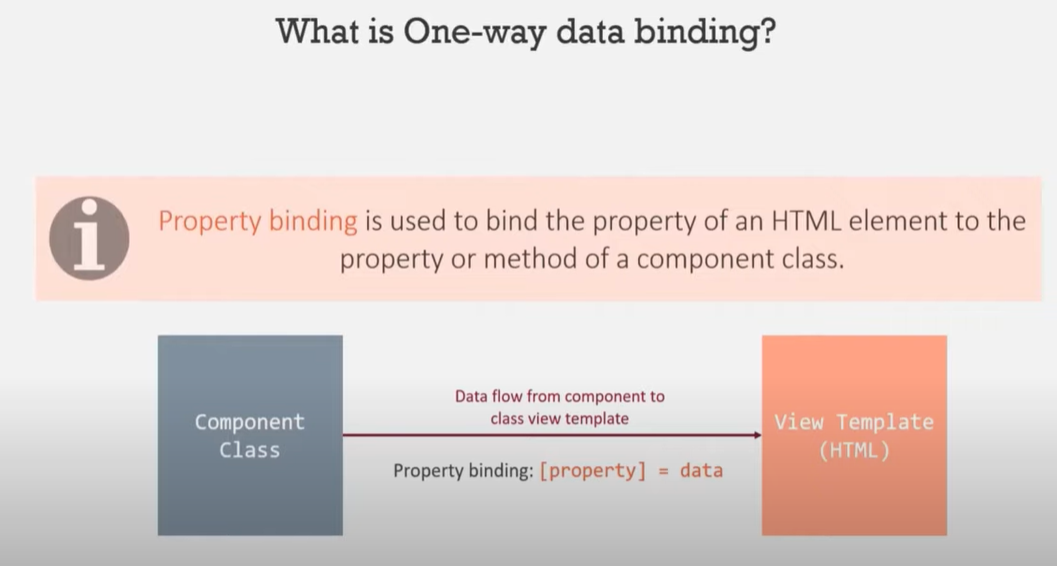 What is One-way data binding?
Property binding is used to bind the property of an HTML element to the
property or method of a component class.
Component
Class
Data flow from component to
class view template
Property binding: [property] = data
View Template
(HTML)